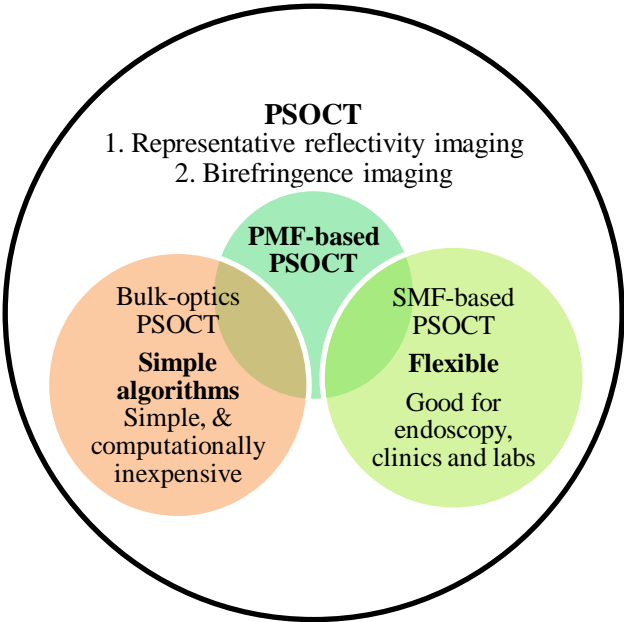 PSOCT
1. Representative reflectivity imaging
2. Birefringence imaging
PMF-based
PSOCT
Bulk-optics
PSOCT
Simple
algorithms
Simple, &
computationally
inexpensive
SMF-based
PSOCT
Flexible
Good for
endoscopy,
clinics and labs